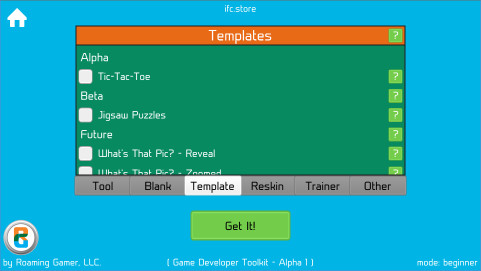 ifc.store
Templates ?
Alpha
Tic-Tac-Toe ?
Beta
Jigsaw Puzzles ?
Future
What's That Pic? - Reveal ?
What's That Pic? - Zoomed ?
Tool Blank Template Reskin Trainer Other
Get It!
by Roaming Gamer, LLC. ( Game Developer Toolkit - Alpha 1 ) mode: beginner